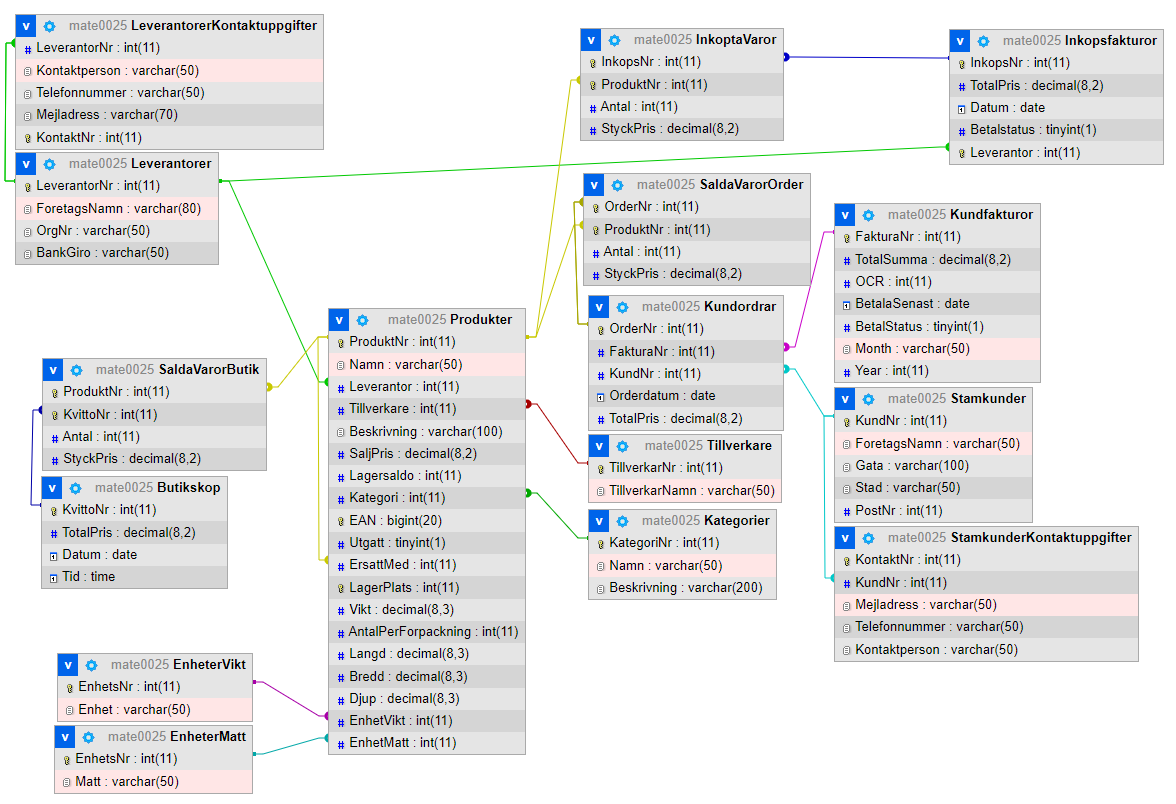 v mate0025 LeverantorerKontaktuppgifter
# LeverantorNr : int(11)
Kontaktperson : varchar(50)
Telefonnummer : varchar(50)
Mejladress : varchar(70)
KontaktNr : int(11)
v mate0025 Leverantorer
LeverantorNr : int(11)
ForetagsNamn : varchar(80)
OrgNr : varchar(50)
BankGiro : varchar(50)
v mate0025 InkoptaVaror
InkopsNr : int(11)
ProduktNr : int(11)
# Antal : int(11)
# StyckPris : decimal(8,2)
v mate0025 Inkopsfakturor
InkopsNr : int(11)
# TotalPris : decimal(8,2)
Datum : date
# Betalstatus : tinyint(1)
Leverantor : int(11)
v mate0025 SaldaVarorOrder
OrderNr : int(11)
ProduktNr : int(11)
# Antal : int(11)
# StyckPris : decimal(8,2)
v mate0025 Kundfakturor
FakturaNr : int(11)
# TotalSumma : decimal(8,2)
# OCR : int(11)
BetalaSenast : date
# BetalStatus : tinyint(1)
Month : varchar(50)
# Year : int(11)
v mate0025 Kundordrar
OrderNr : int(11)
# FakturaNr : int(11)
# KundNr : int(11)
Orderdatum : date
# TotalPris : decimal(8,2)
v mate0025 Produkter
ProduktNr : int(11)
Namn : varchar(50)
# Leverantor : int(11)
# Tillverkare : int(11)
Beskrivning : varchar(100)
# SaljPris : decimal(8,2)
# Lagersaldo : int(11)
# Kategori : int(11)
EAN : bigint(20)
# Utgatt : tinyint(1)
# ErsattMed : int(11)
LagerPlats : int(11)
# Vikt : decimal(8,3)
# AntalPerForpackning : int(11)
# Langd : decimal(8,3)
# Bredd : decimal(8,3)
# Djup : decimal(8,3)
# EnhetVikt : int(11)
# EnhetMatt : int(11)
v mate0025 SaldaVarorButik
ProduktNr : int(11)
KvittoNr : int(11)
# Antal : int(11)
# StyckPris : decimal(8,2)
v mate0025 Butikskop
KvittoNr : int(11)
# TotalPris : decimal(8,2)
Datum : date
Tid : time
v mate0025 Stamkunder
KundNr : int(11)
ForetagsNamn : varchar(50)
Gata : varchar(100)
Stad : varchar(50)
# PostNr : int(11)
v mate0025 Tillverkare
TillverkarNr : int(11)
TillverkarNamn : varchar(50)
v mate0025 Kategorier
KategoriNr : int(11)
Namn : varchar(50)
Beskrivning : varchar(200)
v mate0025 StamkunderKontaktuppgifter
KontaktNr : int(11)
# KundNr : int(11)
Mejladress : varchar(50)
Telefonnummer : varchar(50)
Kontaktperson : varchar(50)
v mate0025 EnheterVikt
EnhetsNr : int(11)
Enhet : varchar(50)
v mate0025 EnheterMatt
EnhetsNr : int(11)
Matt : varchar(50)